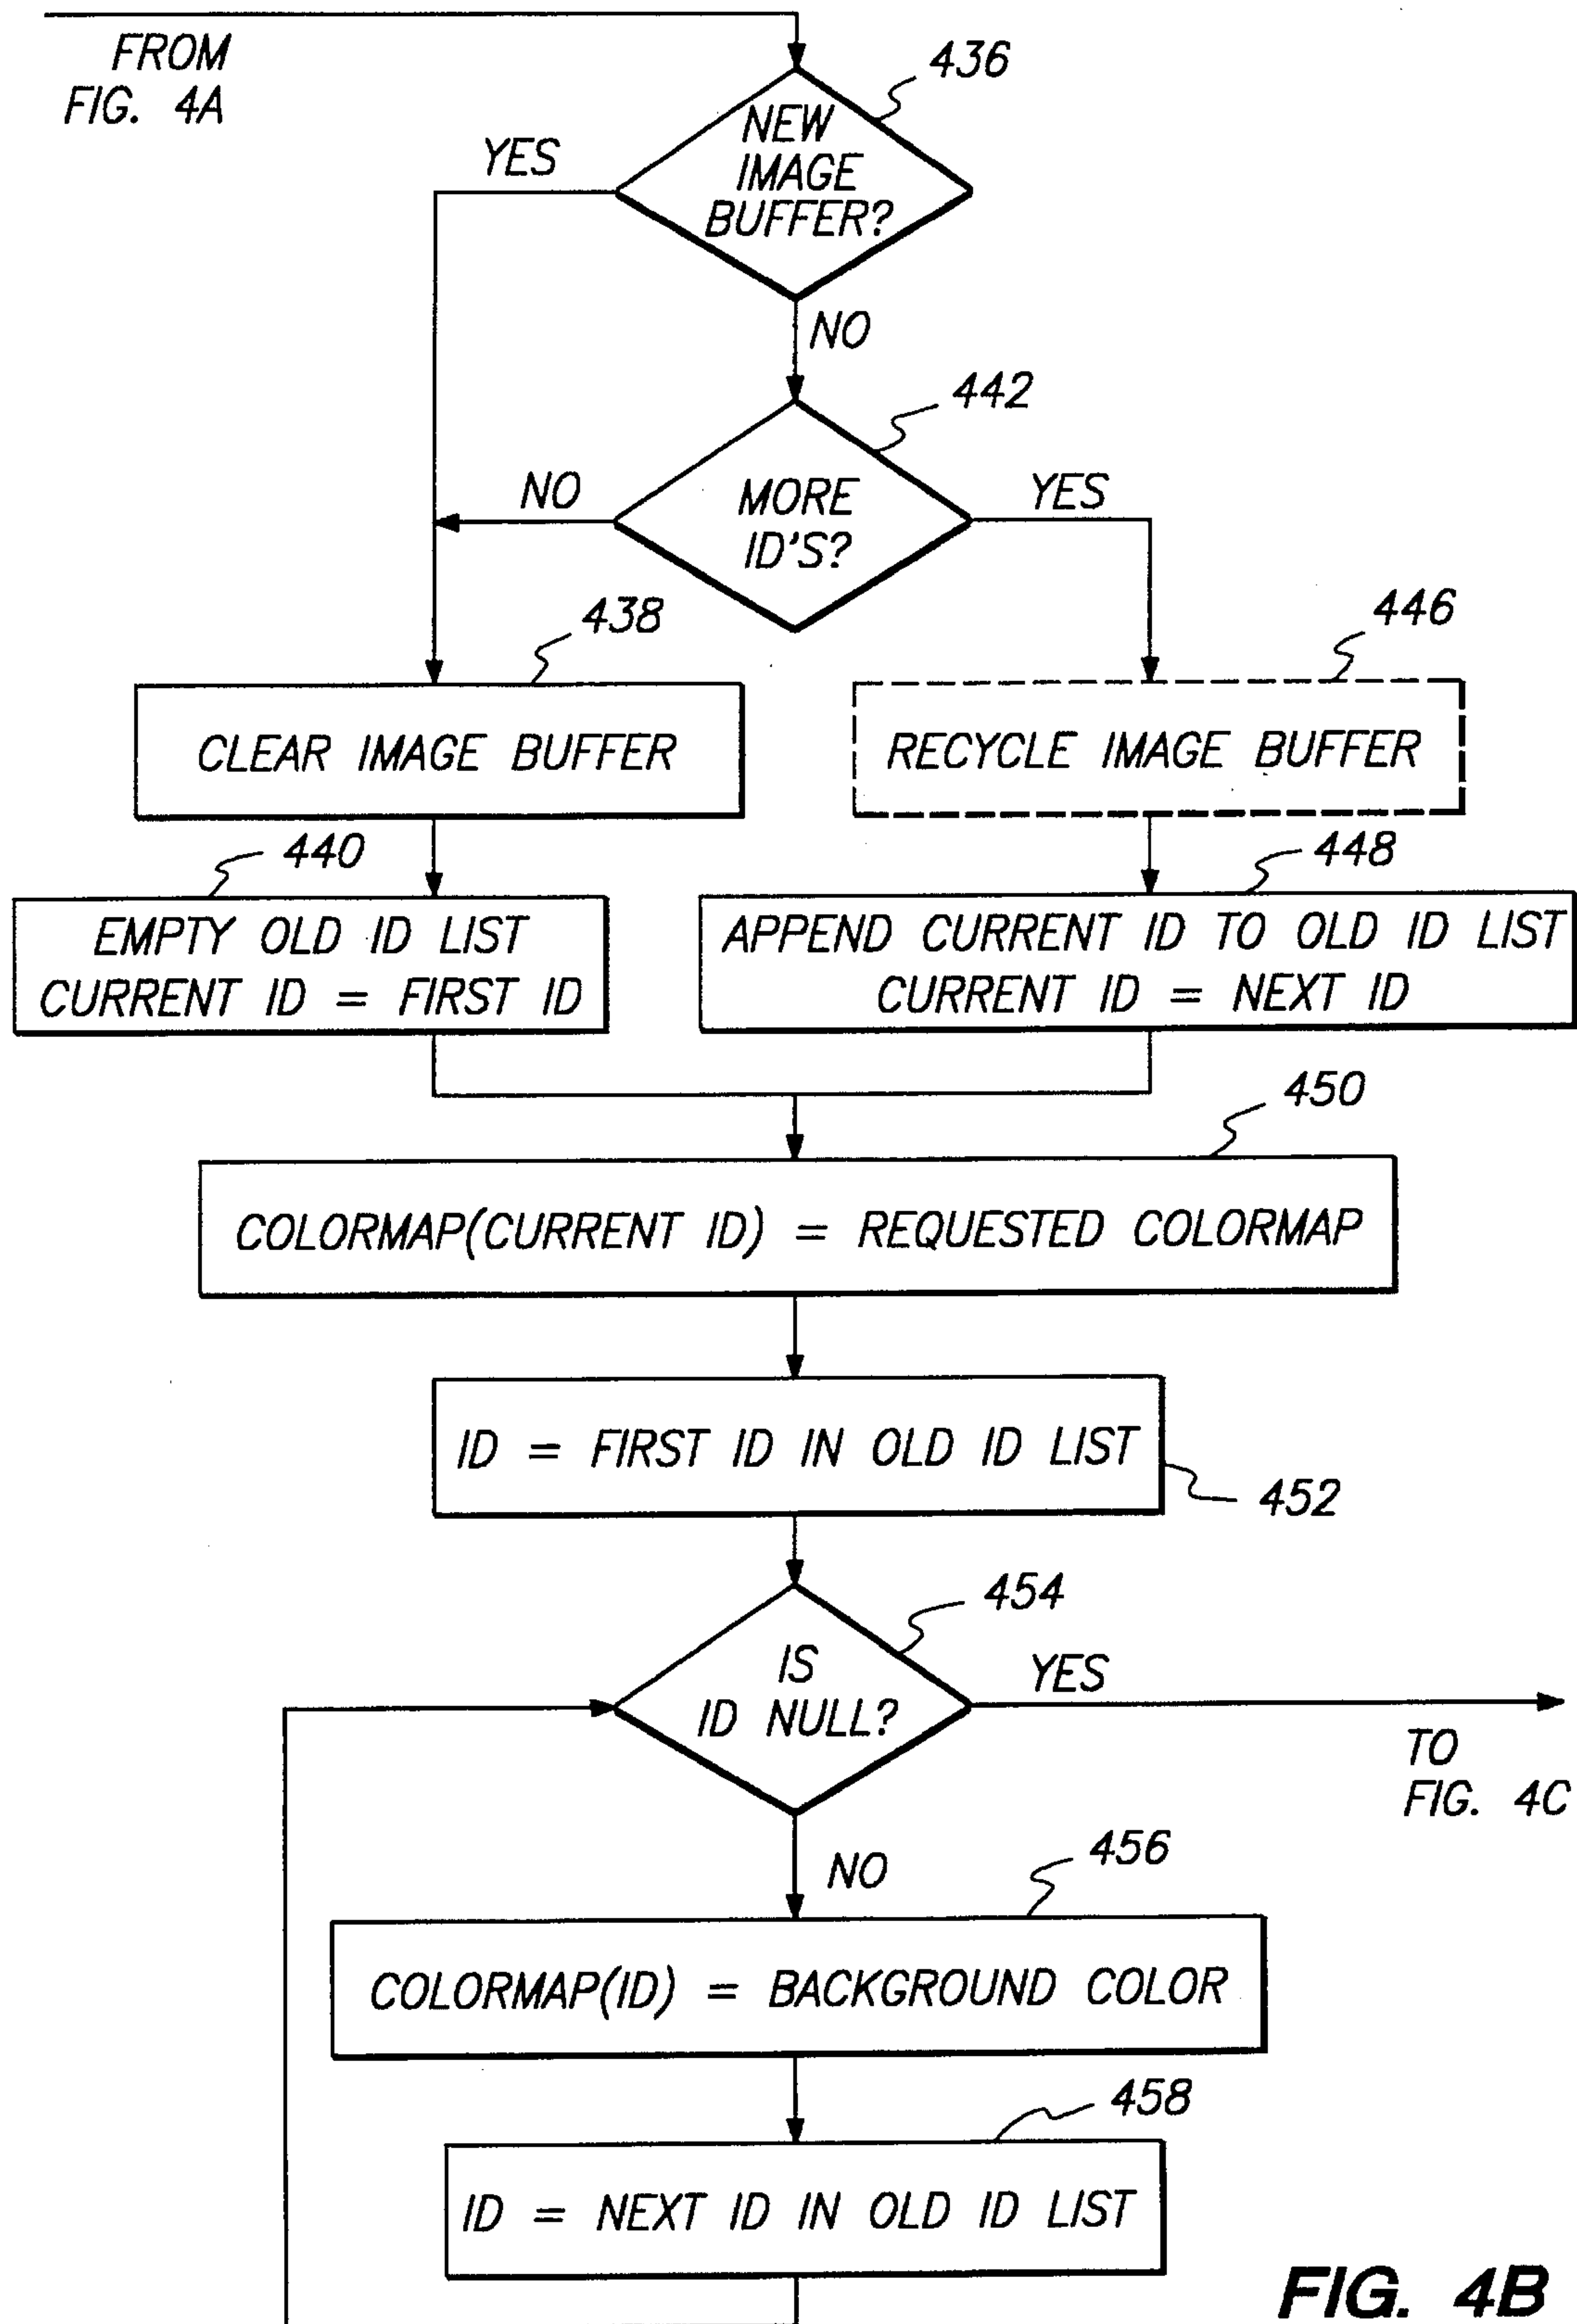 FROM
FIG. 4A
436
NEW
IMAGE
BUFFER?
YES
NO
442
MORE
ID'S?
NO
YES
438
CLEAR IMAGE BUFFER
446
RECYCLE IMAGE BUFFER
440
EMPTY OLD ID LIST
CURRENT ID = FIRST ID
448
APPEND CURRENT ID TO OLD ID LIST
CURRENT ID = NEXT ID
450
COLORMAP(CURRENT ID) = REQUESTED COLORMAP
ID = FIRST ID IN OLD ID LIST
452
454
IS
ID NULL?
YES
TO
FIG. 4C
NO
456
COLORMAP(ID) = BACKGROUND COLOR
458
ID = NEXT ID IN OLD ID LIST
FIG. 4B